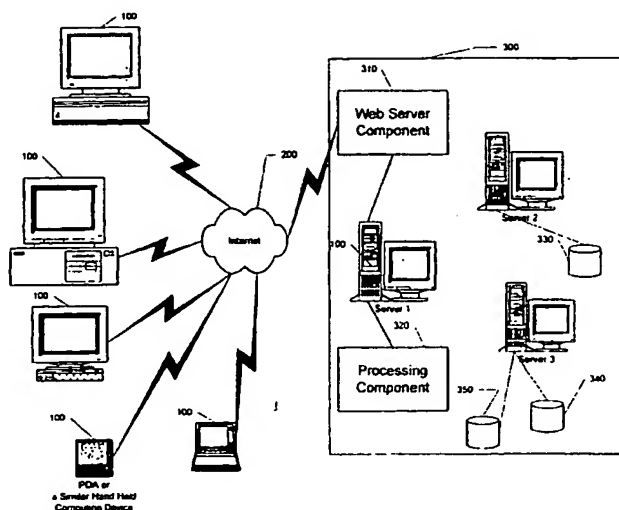 100
300
310
Web Server
Component
100
200
Server 2
Internet
330
100
100
Server 1
320
Server 3
Processing
Component
350
340
100
100
PDA or
a Similar Hand Held
Computing Device